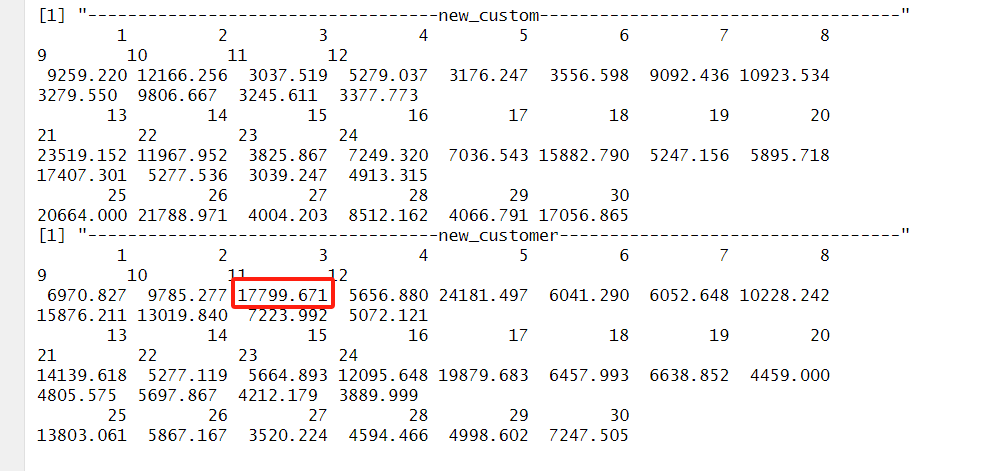 [1] "-----------------------------------new_custom------------------------------------"
        1         2         3         4         5         6         7         8
9        10        11        12
 9259.220 12166.256  3037.519  5279.037  3176.247  3556.598  9092.436 10923.534
3279.550  9806.667  3245.611  3377.773
       13        14        15        16        17        18        19        20
21        22        23        24
23519.152 11967.952  3825.867  7249.320  7036.543 15882.790  5247.156  5895.718
17407.301  5277.536  3039.247  4913.315
       25        26        27        28        29        30
20664.000 21788.971  4004.203  8512.162  4066.791 17056.865
[1] "-----------------------------------new_customer----------------------------------"
        1         2         3         4         5         6         7         8
9        10        11        12
 6970.827  9785.277 17799.671  5656.880 24181.497  6041.290  6052.648 10228.242
15876.211 13019.840  7223.992  5072.121
       13        14        15        16        17        18        19        20
21        22        23        24
14139.618  5277.119  5664.893 12095.648 19879.683  6457.993  6638.852  4459.000
4805.575  5697.867  4212.179  3889.999
       25        26        27        28        29        30
13803.061  5867.167  3520.224  4594.466  4998.602  7247.505